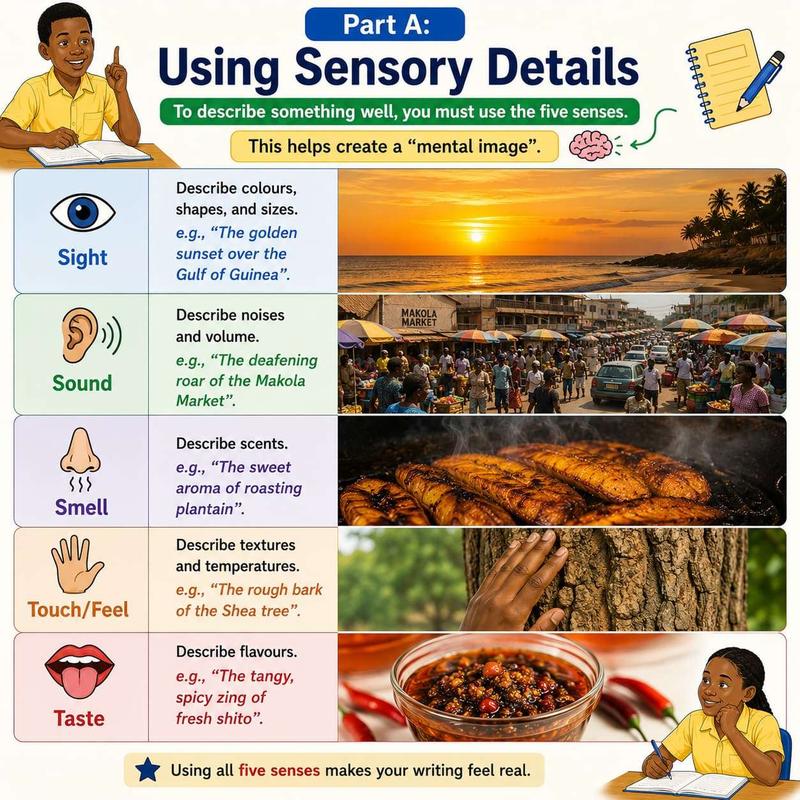 Part A:
Using Sensory Details
To describe something well, you must use the five senses.
This helps create a “mental image”.
Sight
Describe colours,
shapes, and sizes.
e.g., “The golden
sunset over the
Gulf of Guinea”.
Sound
Describe noises
and volume.
e.g., “The deafening
roar of the Makola
Market”.
MAKOLA
MARKET
Smell
Describe scents.
e.g., “The sweet
aroma of roasting
plantain”.
Touch/Feel
Describe textures
and temperatures.
e.g., “The rough bark
of the Shea tree”.
Taste
Describe flavours.
e.g., “The tangy,
spicy zing of
fresh shito”.
Using all five senses makes your writing feel real.